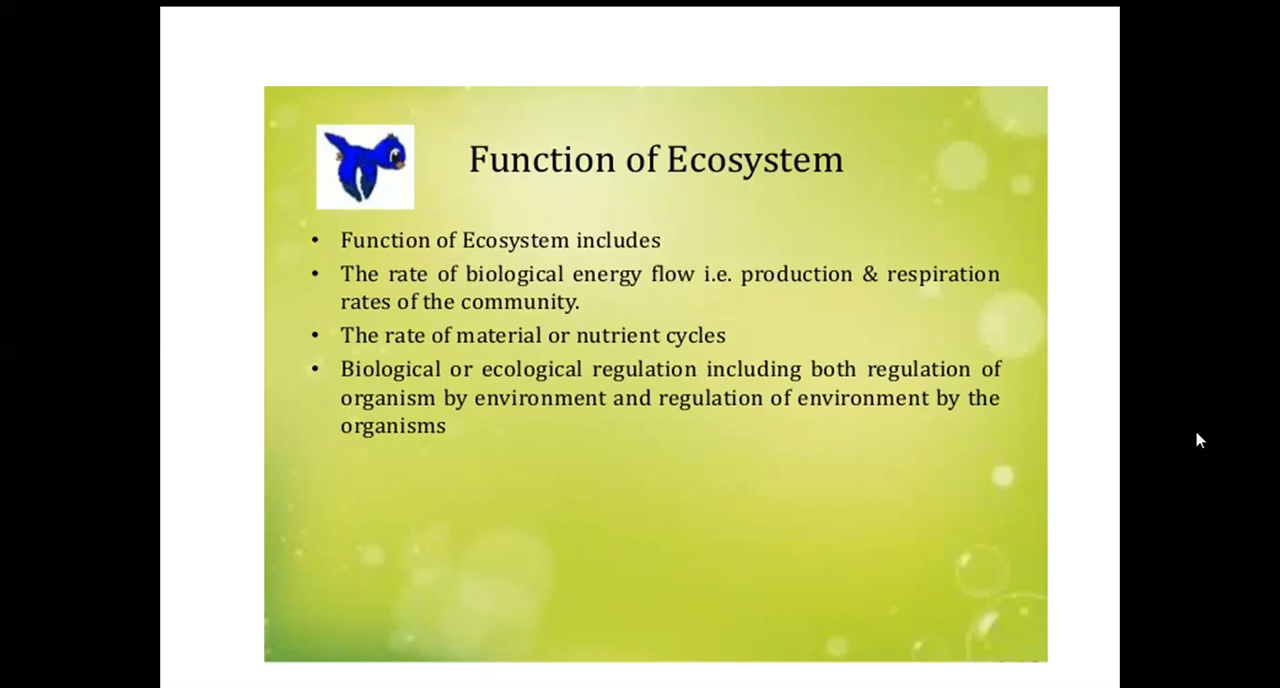 Function of Ecosystem
• Function of Ecosystem includes
• The rate of biological energy flow i.e. production & respiration
rates of the community.
• The rate of material or nutrient cycles
• Biological or ecological regulation including both regulation of
organism by environment and regulation of environment by the
organisms